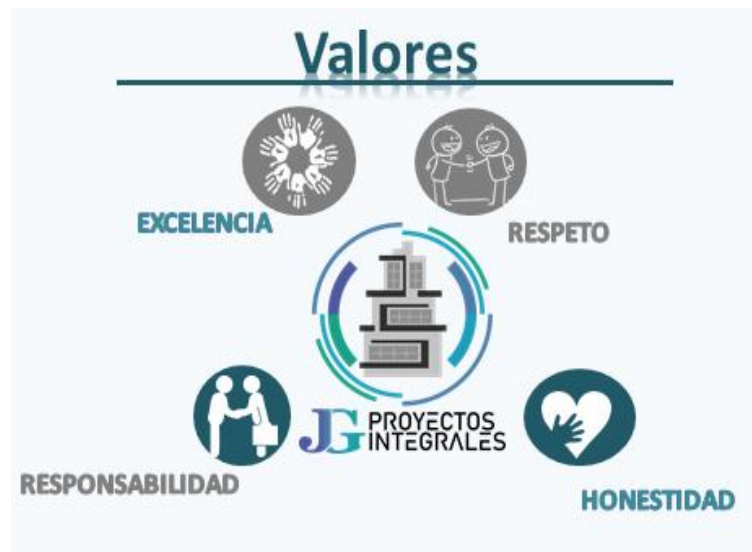 Valores
EXCELENCIA
RESPETO
JG PROYECTOS
INTEGRALES
RESPONSABILIDAD
HONESTIDAD